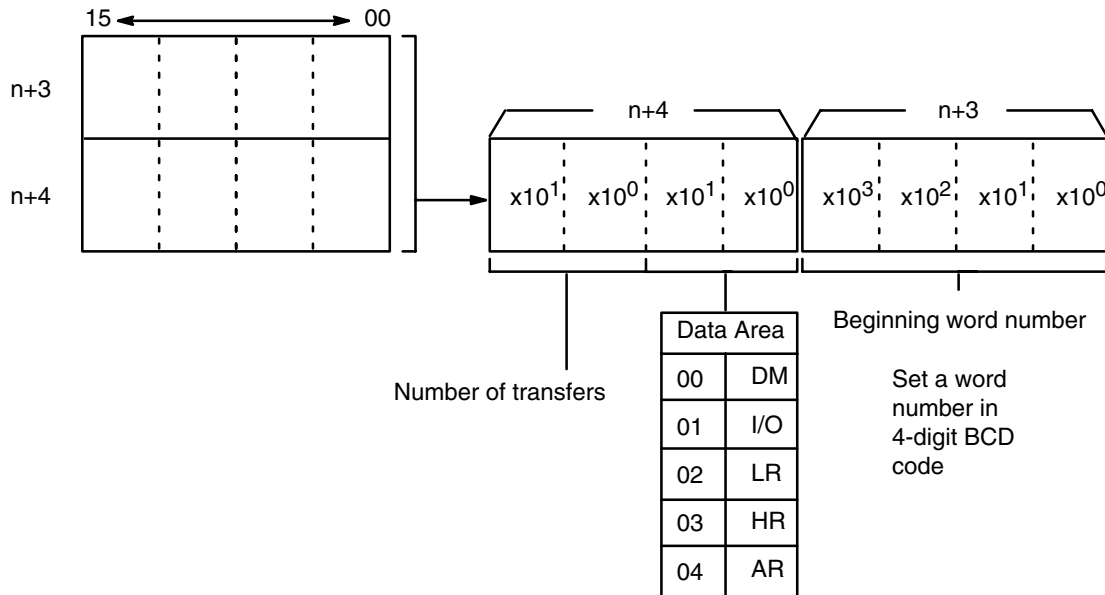 15 00
n+3
n+4
n+4 n+3
x10¹ x10⁰ x10¹ x10⁰ x10³ x10² x10¹ x10⁰
Number of transfers
Data Area
00 DM
01 I/O
02 LR
03 HR
04 AR
Beginning word number
Set a word
number in
4-digit BCD
code